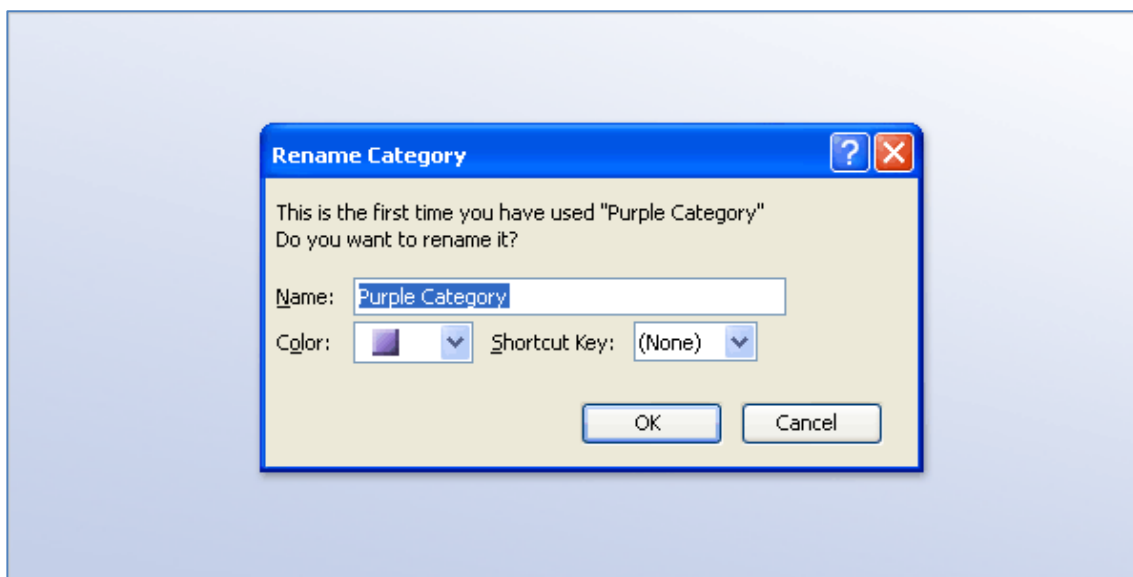 Rename Category
This is the first time you have used "Purple Category"
Do you want to rename it?
Name: Purple Category
Color: Shortcut Key: (None)
OK Cancel